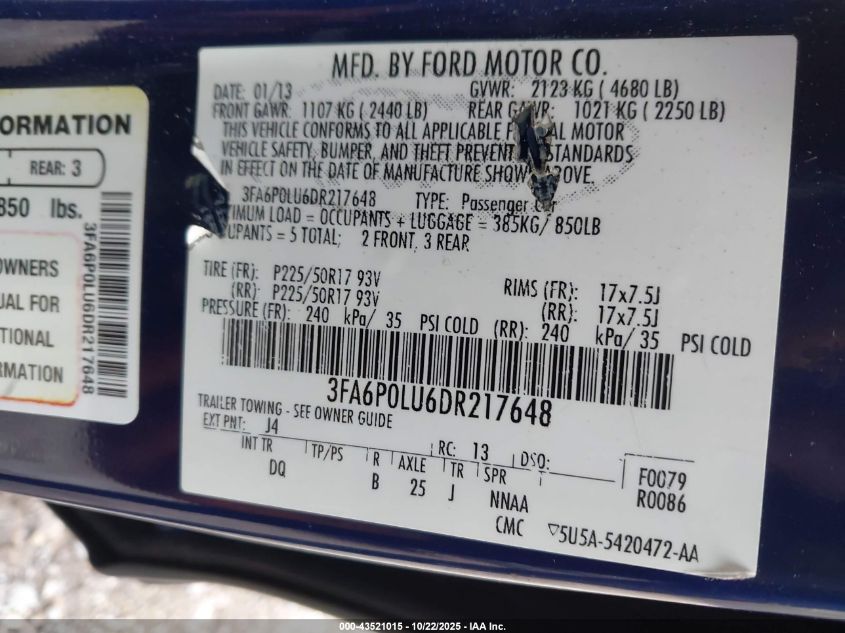 ORMATION
REAR: 3
850 lbs.
OWNERS
UAL FOR
TIONAL
RMATION
3FA6P0LU6DR217648
MFD. BY FORD MOTOR CO.
DATE: 01/13 GVWR: 2123 KG ( 4680 LB)
FRONT GAWR: 1107 KG ( 2440 LB) REAR GAWR: 1021 KG ( 2250 LB)
THIS VEHICLE CONFORMS TO ALL APPLICABLE F AL MOTOR
VEHICLE SAFETY, BUMPER, AND THEFT PREVENT STANDARDS
IN EFFECT ON THE DATE OF MANUFACTURE SHOW ABOVE.
3FA6P0LU6DR217648 TYPE: Passenger car
TIMUM LOAD = OCCUPANTS + LUGGAGE = 385KG/ 850LB
UPANTS = 5 TOTAL; 2 FRONT, 3 REAR
TIRE (FR): P225/50R17 93V RIMS (FR): 17x7.5J
(RR): P225/50R17 93V (RR): 17x7.5J
PRESSURE (FR): 240 kPa/ 35 PSI COLD (RR): 240 kPa/ 35 PSI COLD
3FA6P0LU6DR217648
TRAILER TOWING - SEE OWNER GUIDE
EXT PNT: J4 RC: 13 DSO:
INT TR TP/PS R AXLE TR SPR F0079
DQ B 25 J NNAA R0086
CMC ▽5U5A-5420472-AA
000-43521015 - 10/22/2025 - IAA Inc.